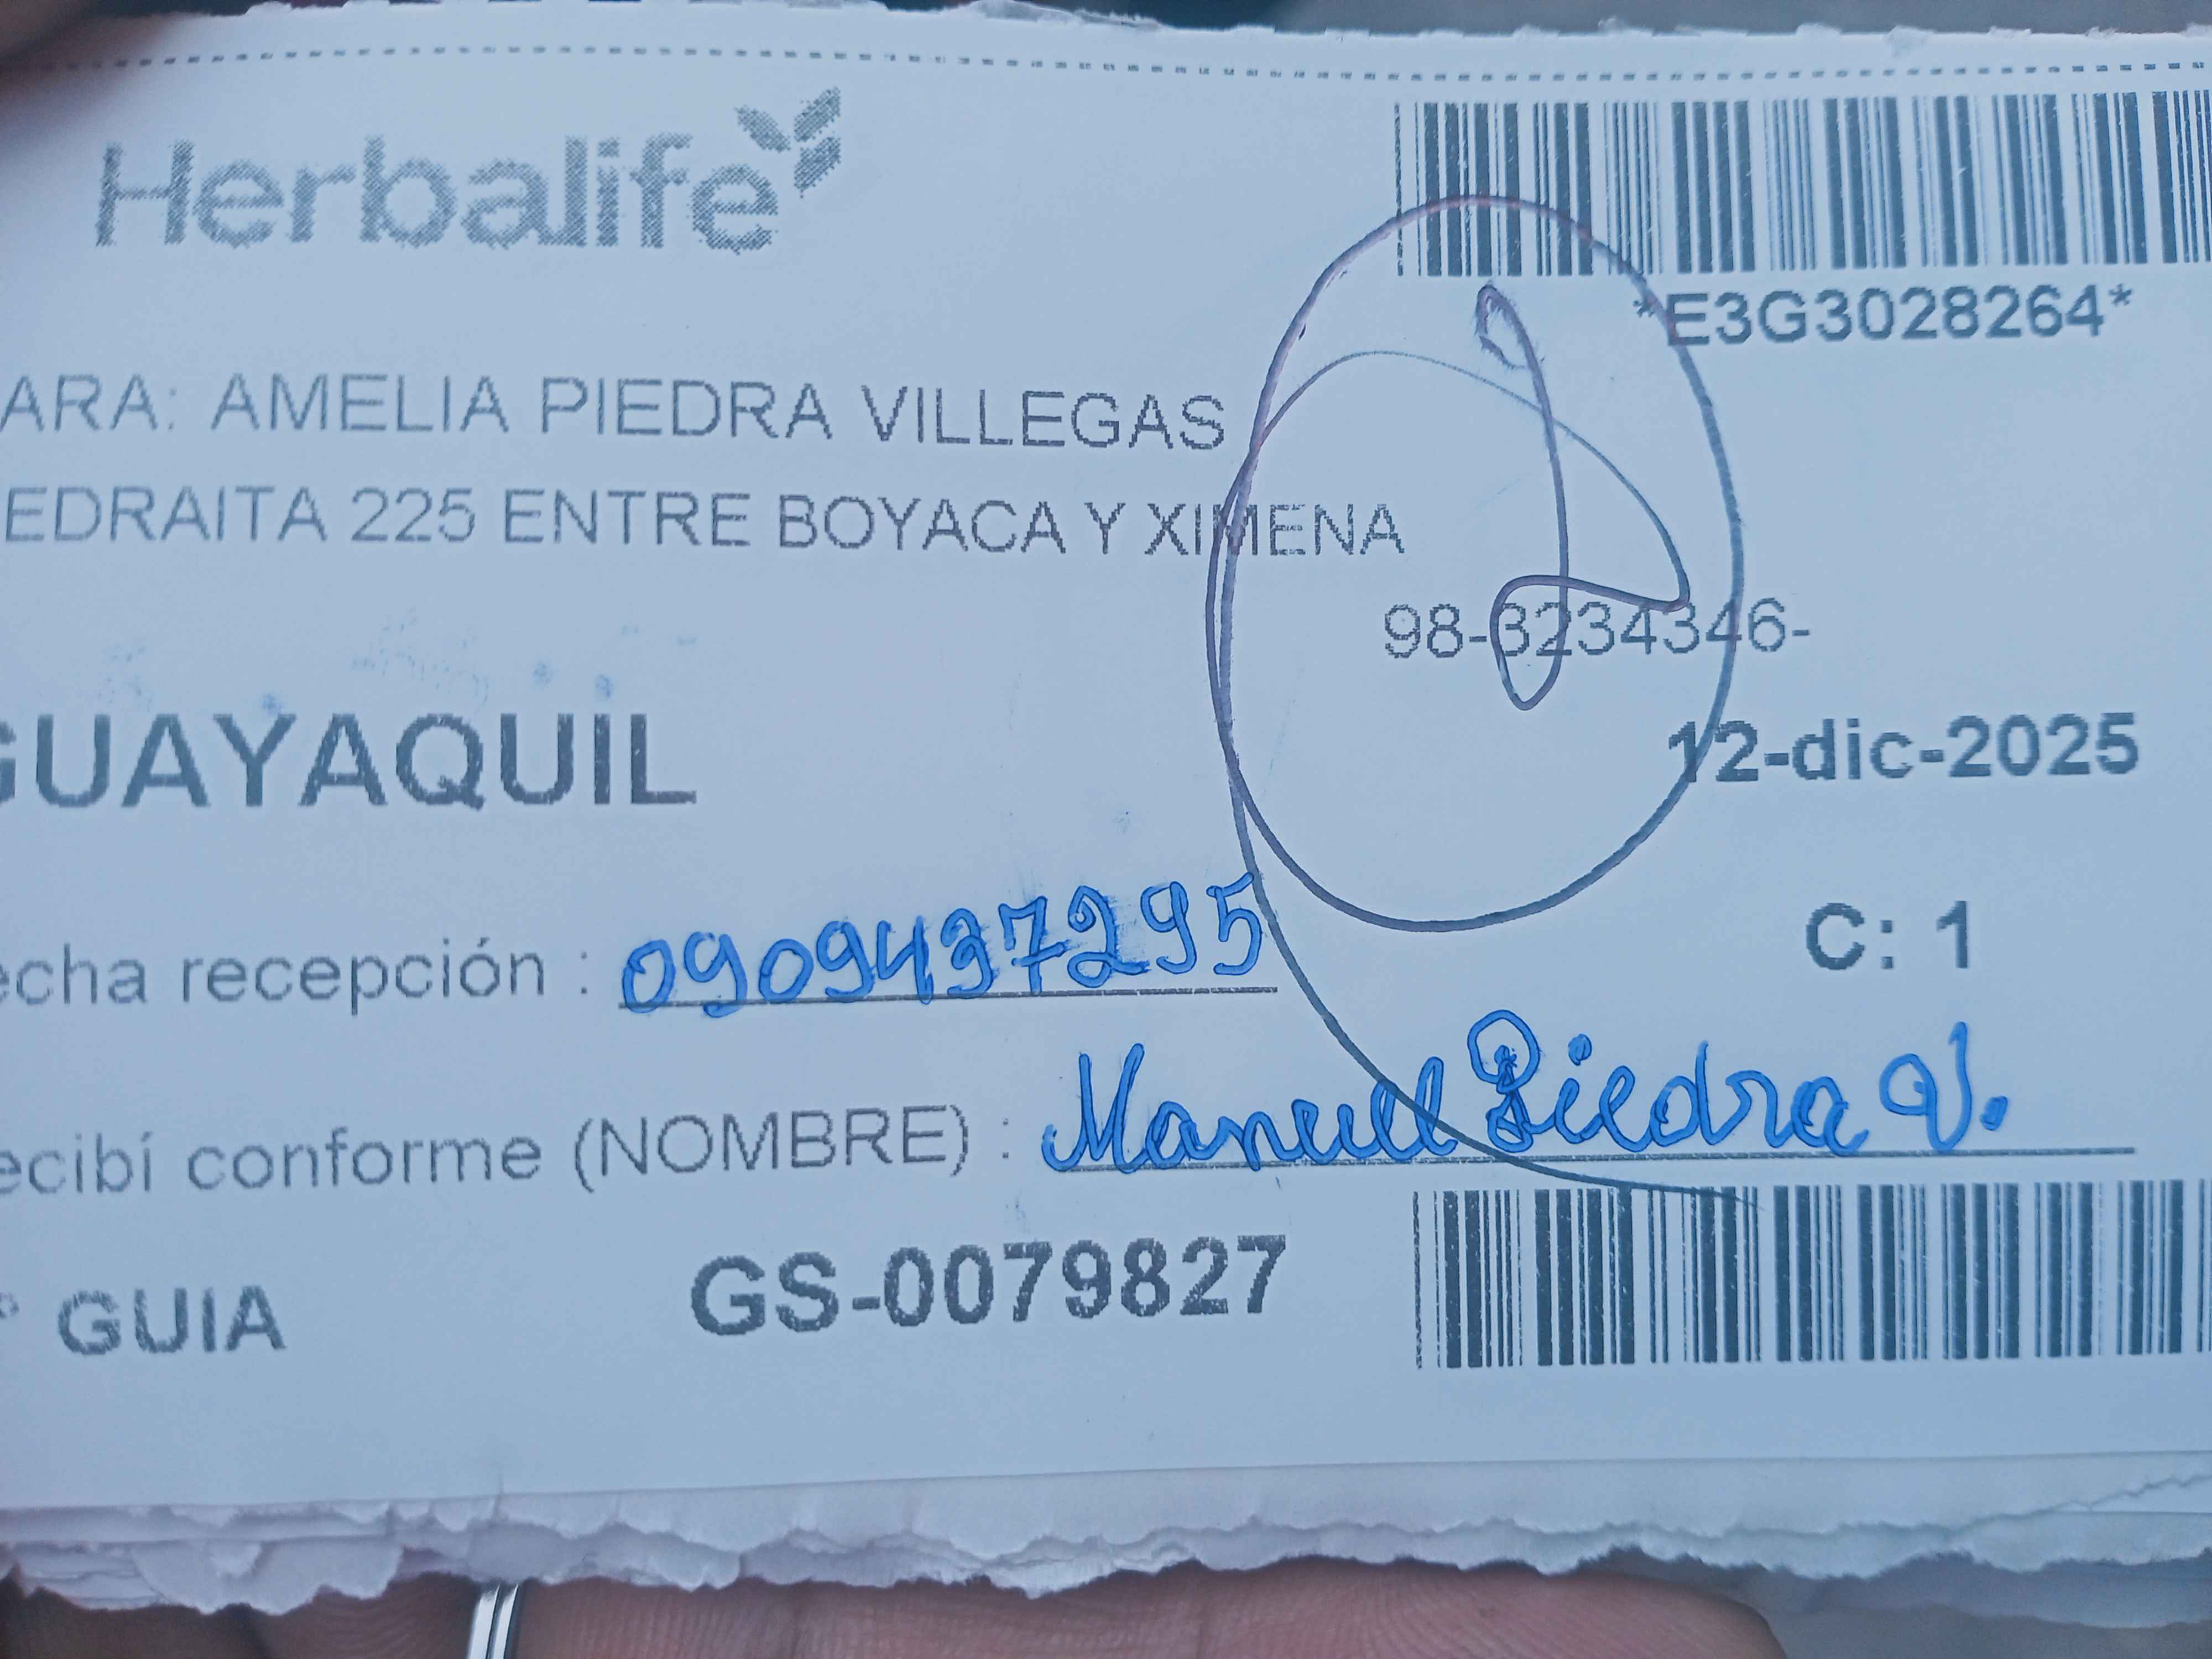 Herbalife
*E3G3028264*
ARA: AMELIA PIEDRA VILLEGAS
EDRAITA 225 ENTRE BOYACA Y XIMENA
98-3234346-
GUAYAQUIL
12-dic-2025
C: 1
echa recepción : 0909437295
ecibí conforme (NOMBRE) : Manuel Piedra V.
° GUIA GS-0079827